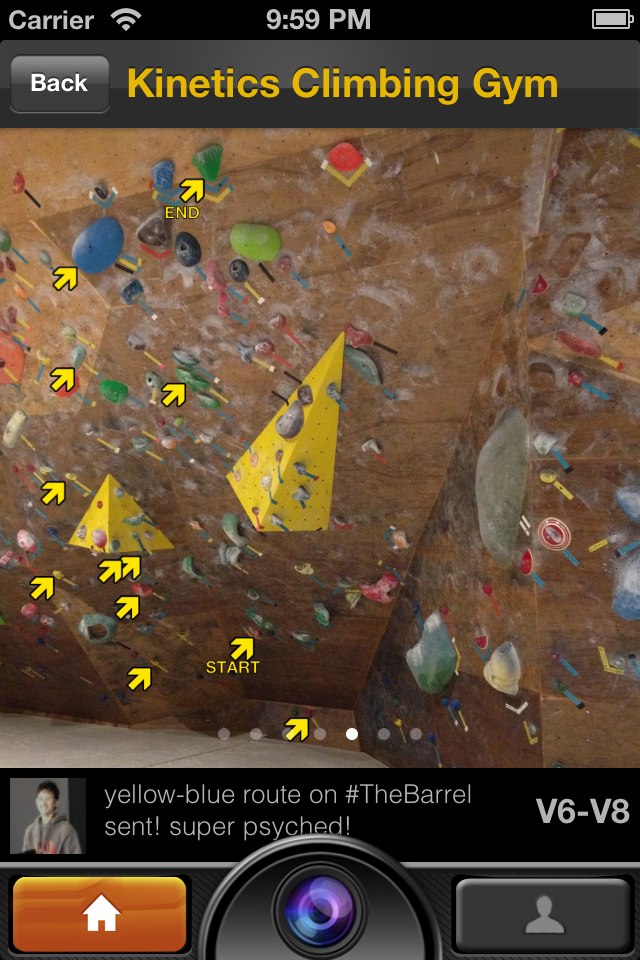 Carrier 9:59 PM
Back Kinetics Climbing Gym
END
START
yellow-blue route on #TheBarrel
sent! super psyched!
V6-V8